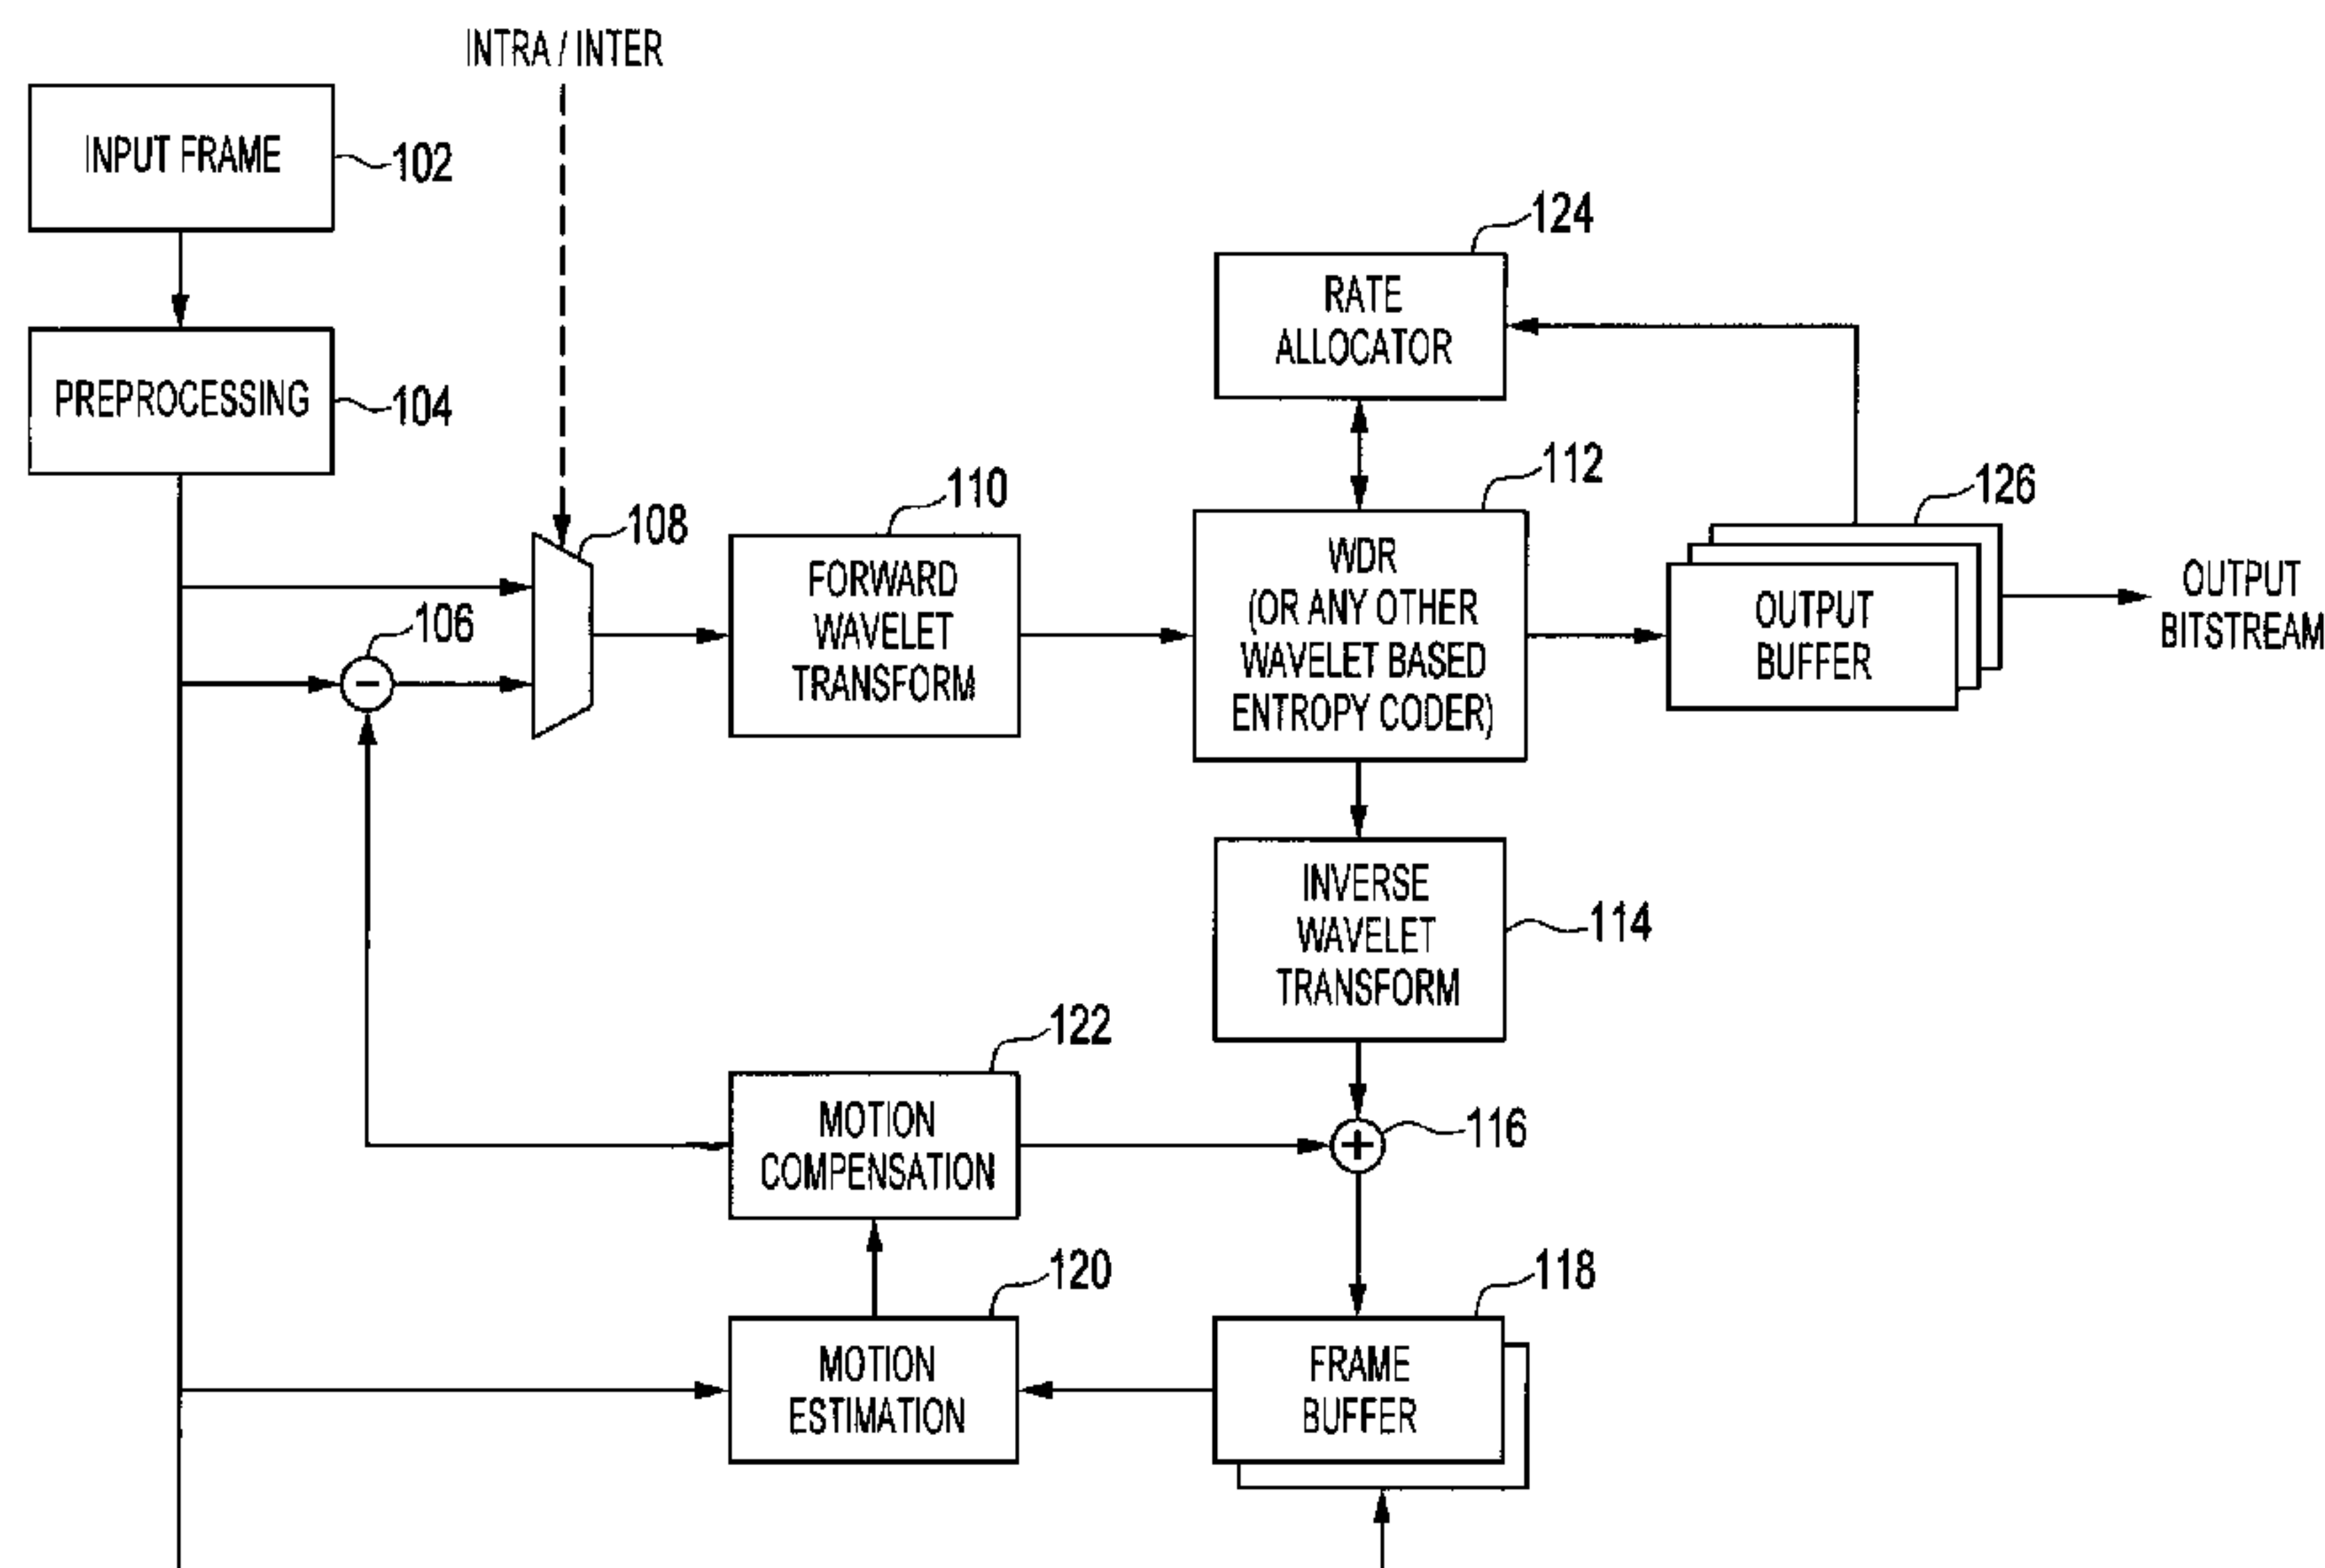 INTRA / INTER
INPUT FRAME
102
PREPROCESSING
104
106
108
110
FORWARD
WAVELET
TRANSFORM
124
RATE
ALLOCATOR
112
WDR
(OR ANY OTHER
WAVELET BASED
ENTROPY CODER)
126
OUTPUT
BUFFER
OUTPUT
BITSTREAM
INVERSE
WAVELET
TRANSFORM
114
122
MOTION
COMPENSATION
116
120
MOTION
ESTIMATION
118
FRAME
BUFFER